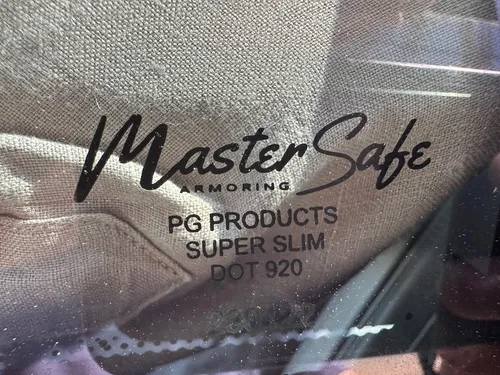 MasterSafe
ARMORING
PG PRODUCTS
SUPER SLIM
DOT 920